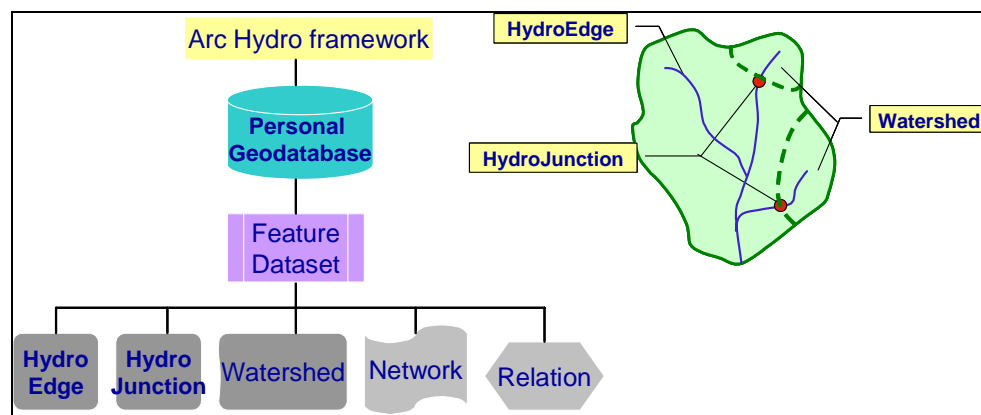 Arc Hydro framework
Personal
Geodatabase
Feature
Dataset
Hydro
Edge
Hydro
Junction
Watershed
Network
Relation
HydroEdge
Watershed
HydroJunction